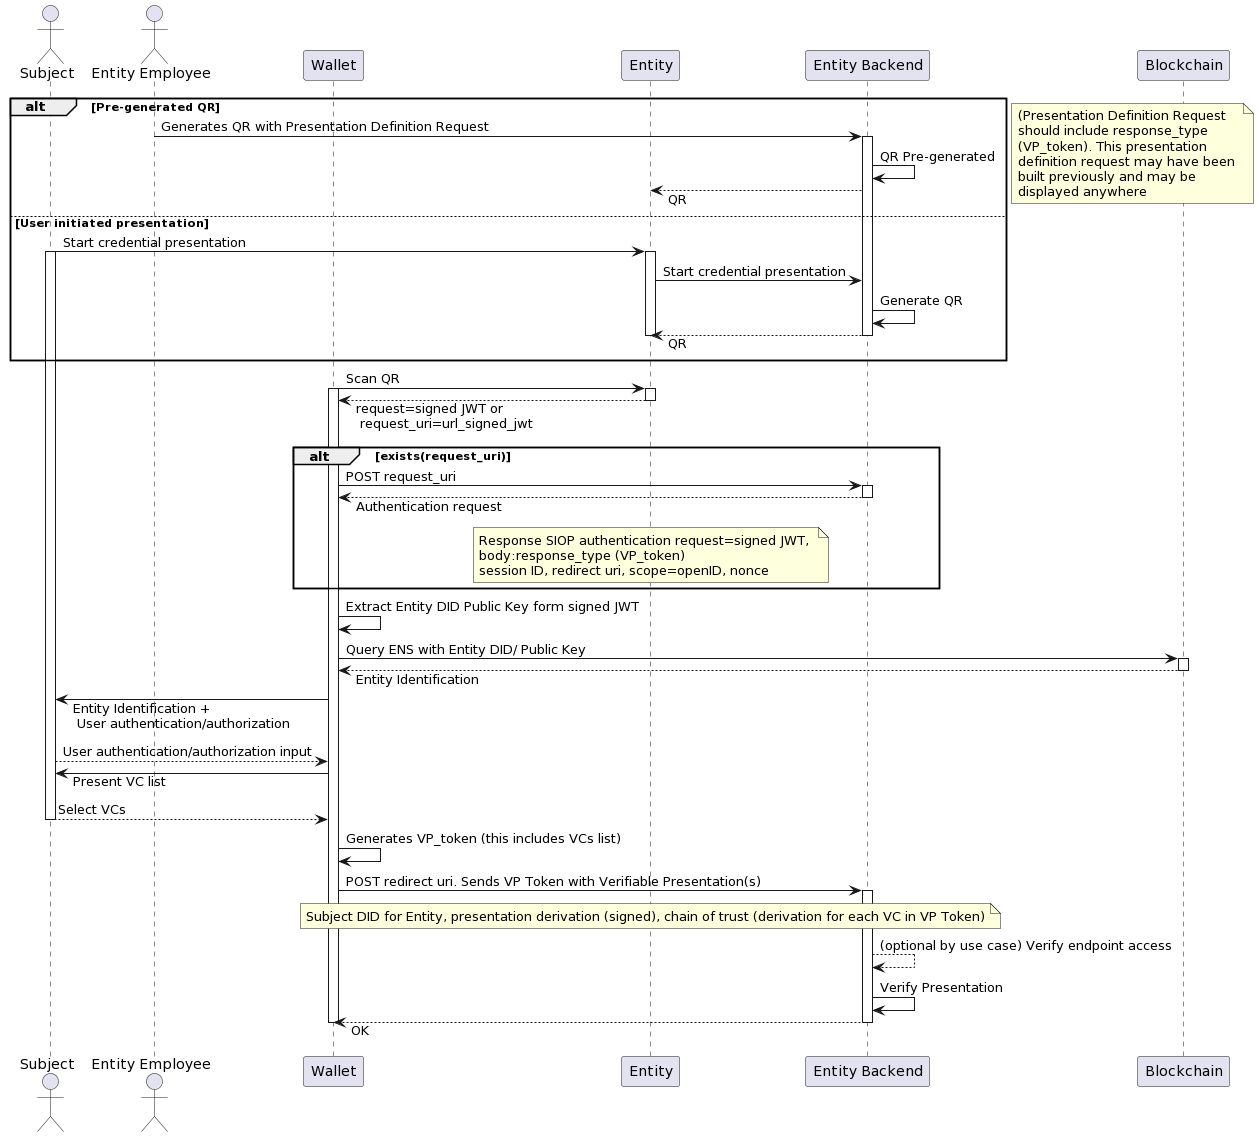 Subject
Entity Employee
Wallet
Entity
Entity Backend
Blockchain
alt
[Pre-generated QR]
(Presentation Definition Request
should include response_type
(VP_token). This presentation
definition request may have been
built previously and may be
displayed anywhere
Generates QR with Presentation Definition Request
QR Pre-generated
QR
[User initiated presentation]
Start credential presentation
Start credential presentation
Generate QR
QR
Scan QR
request=signed JWT or
request_uri=url_signed_jwt
alt
[exists(request_uri)]
POST request_uri
Authentication request
Response SIOP authentication request=signed JWT,
body:response_type (VP_token)
session ID, redirect uri, scope=openID, nonce
Extract Entity DID Public Key form signed JWT
Query ENS with Entity DID/ Public Key
Entity Identification
Entity Identification +
User authentication/authorization
User authentication/authorization input
Present VC list
Select VCs
Generates VP_token (this includes VCs list)
POST redirect uri. Sends VP Token with Verifiable Presentation(s)
Subject DID for Entity, presentation derivation (signed), chain of trust (derivation for each VC in VP Token)
(optional by use case) Verify endpoint access
Verify Presentation
OK
Subject
Entity Employee
Wallet
Entity
Entity Backend
Blockchain